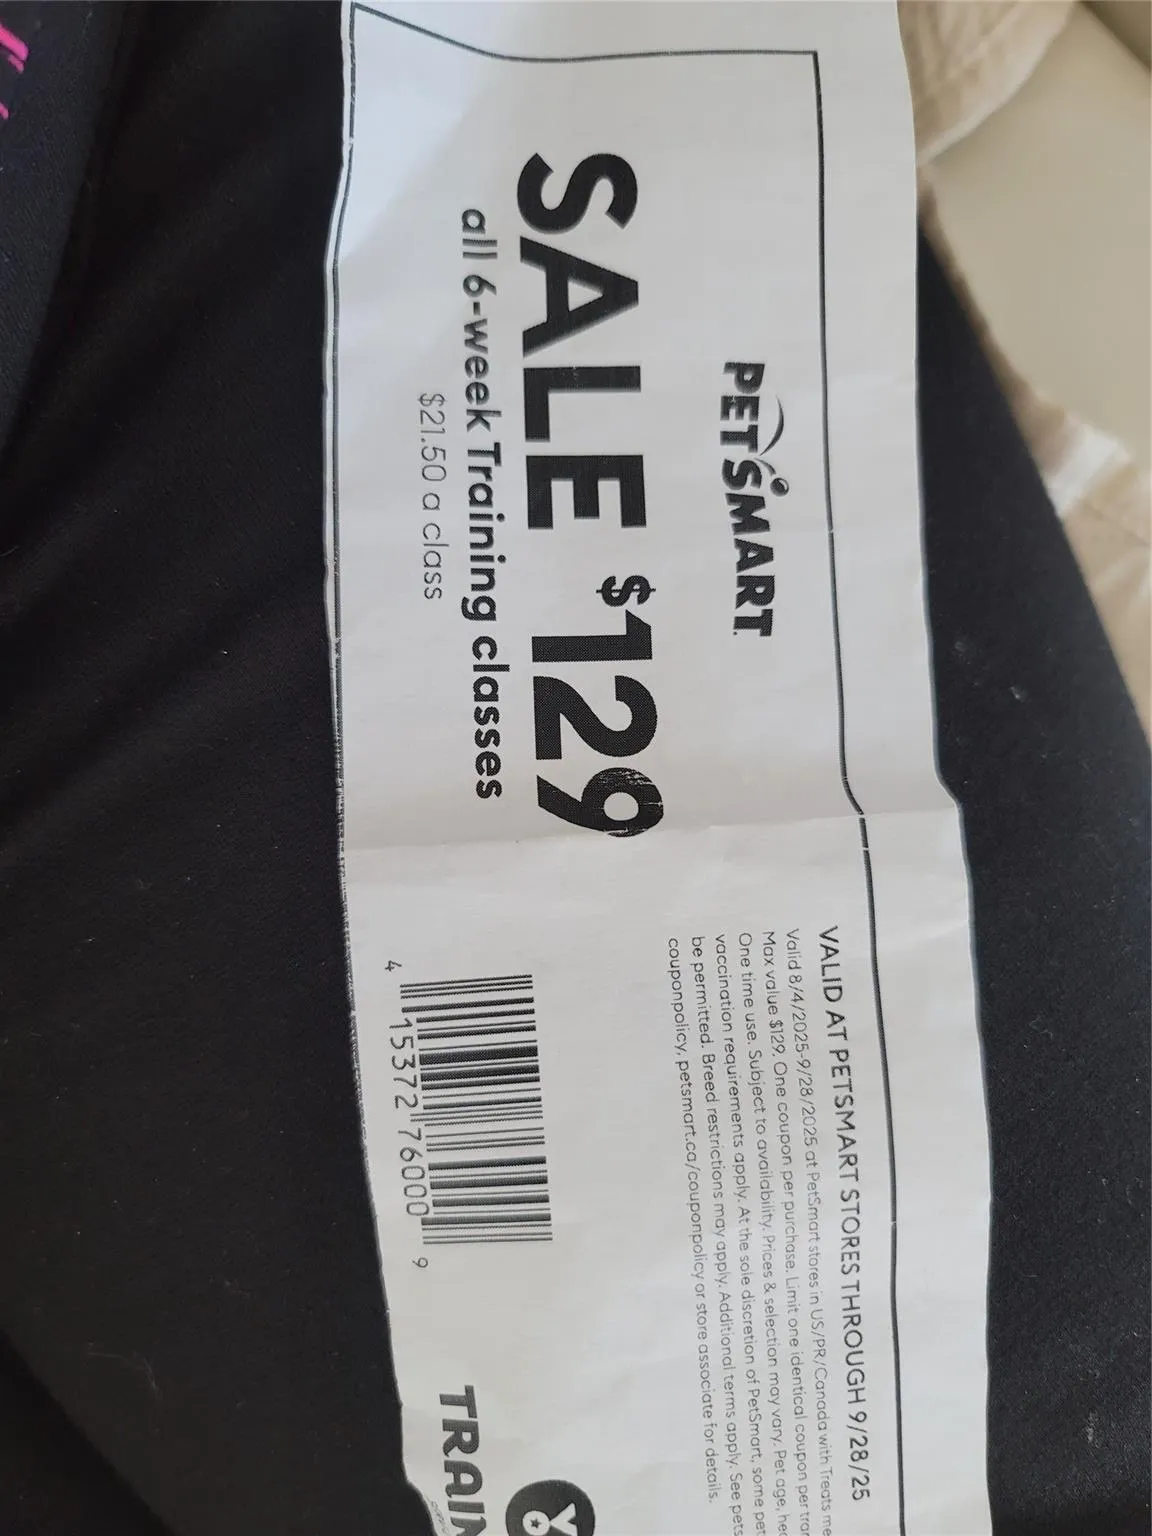 PETSMART
SALE $129
all 6-week Training classes
$21.50 a class
VALID AT PETSMART STORES THROUGH 9/28/25
Valid 8/4/2025-9/28/2025 at PetSmart stores in US/PR/Canada with Treats
Max value $129. One coupon per purchase. Limit one identical coupon per
One time use. Subject to availability. Prices & selection may vary. Pet age,
vaccination requirements apply. At the sole discretion of PetSmart, some pet
be permitted. Breed restrictions may apply. Additional terms apply. See
couponpolicy, petsmart.ca/couponpolicy or store associate for details.
4 15372 76000 9
TRAIN